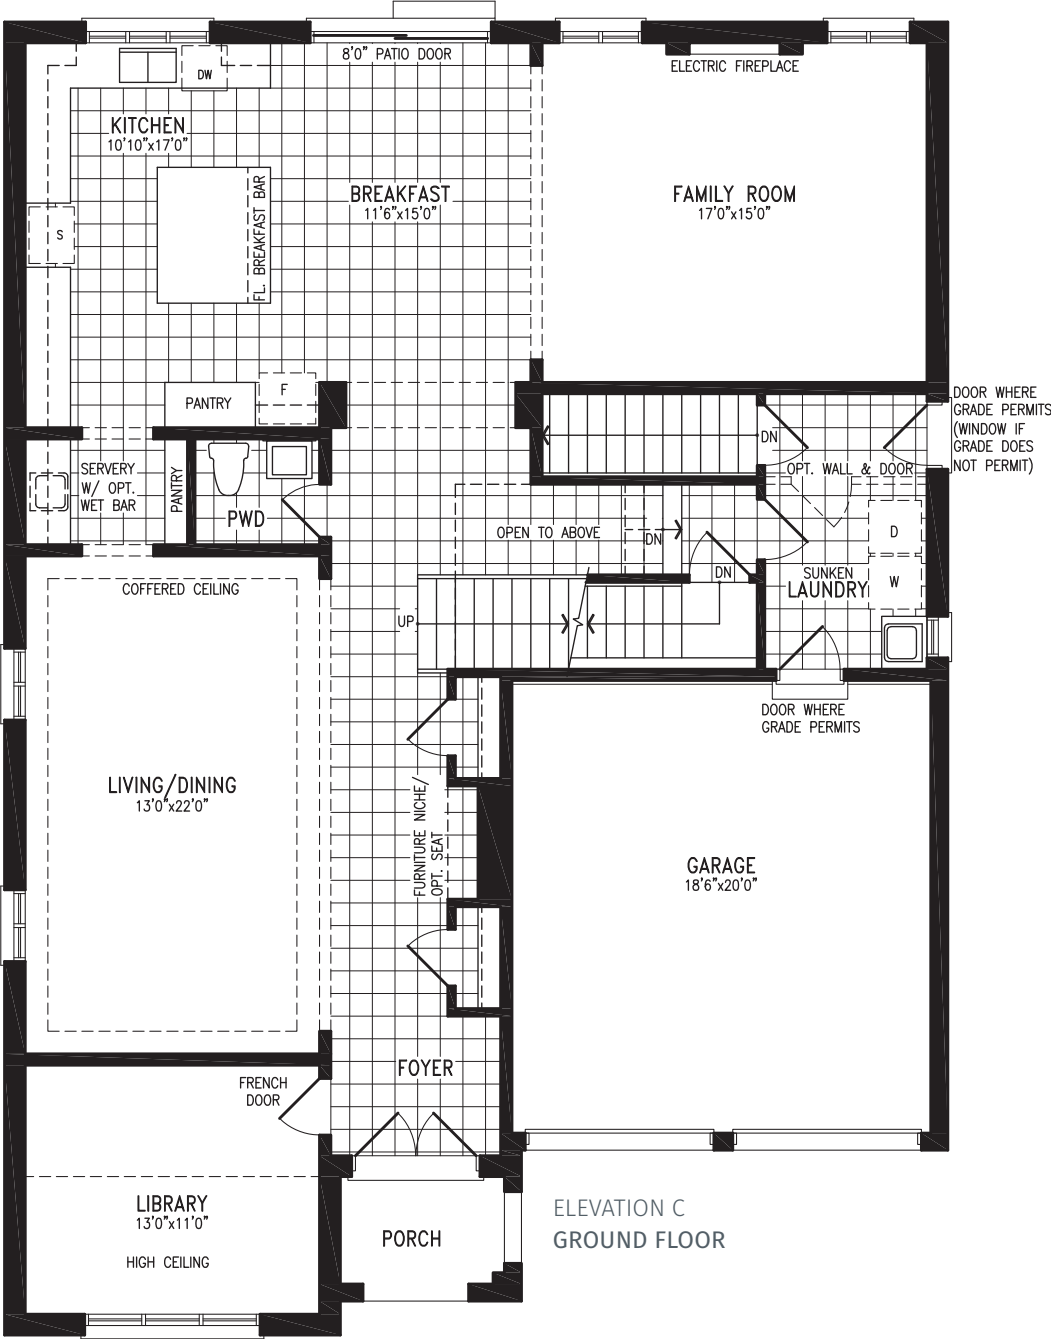 8'0" PATIO DOOR
DW
ELECTRIC FIREPLACE
KITCHEN
10'10"x17'0"
FL. BREAKFAST BAR
BREAKFAST
11'6"x15'0"
FAMILY ROOM
17'0"x15'0"
S
F
PANTRY
DOOR WHERE
GRADE PERMITS
(WINDOW IF
GRADE DOES
NOT PERMIT)
DN
OPT. WALL & DOOR
SERVERY
W/ OPT.
WET BAR
PANTRY
PWD
OPEN TO ABOVE
DN
D
DN
SUNKEN
LAUNDRY
W
COFFERED CEILING
UP
DOOR WHERE
GRADE PERMITS
LIVING/DINING
13'0"x22'0"
FURNITURE NICHE/
OPT. SEAT
GARAGE
18'6"x20'0"
FOYER
FRENCH
DOOR
LIBRARY
13'0"x11'0"
HIGH CEILING
PORCH
ELEVATION C
GROUND FLOOR